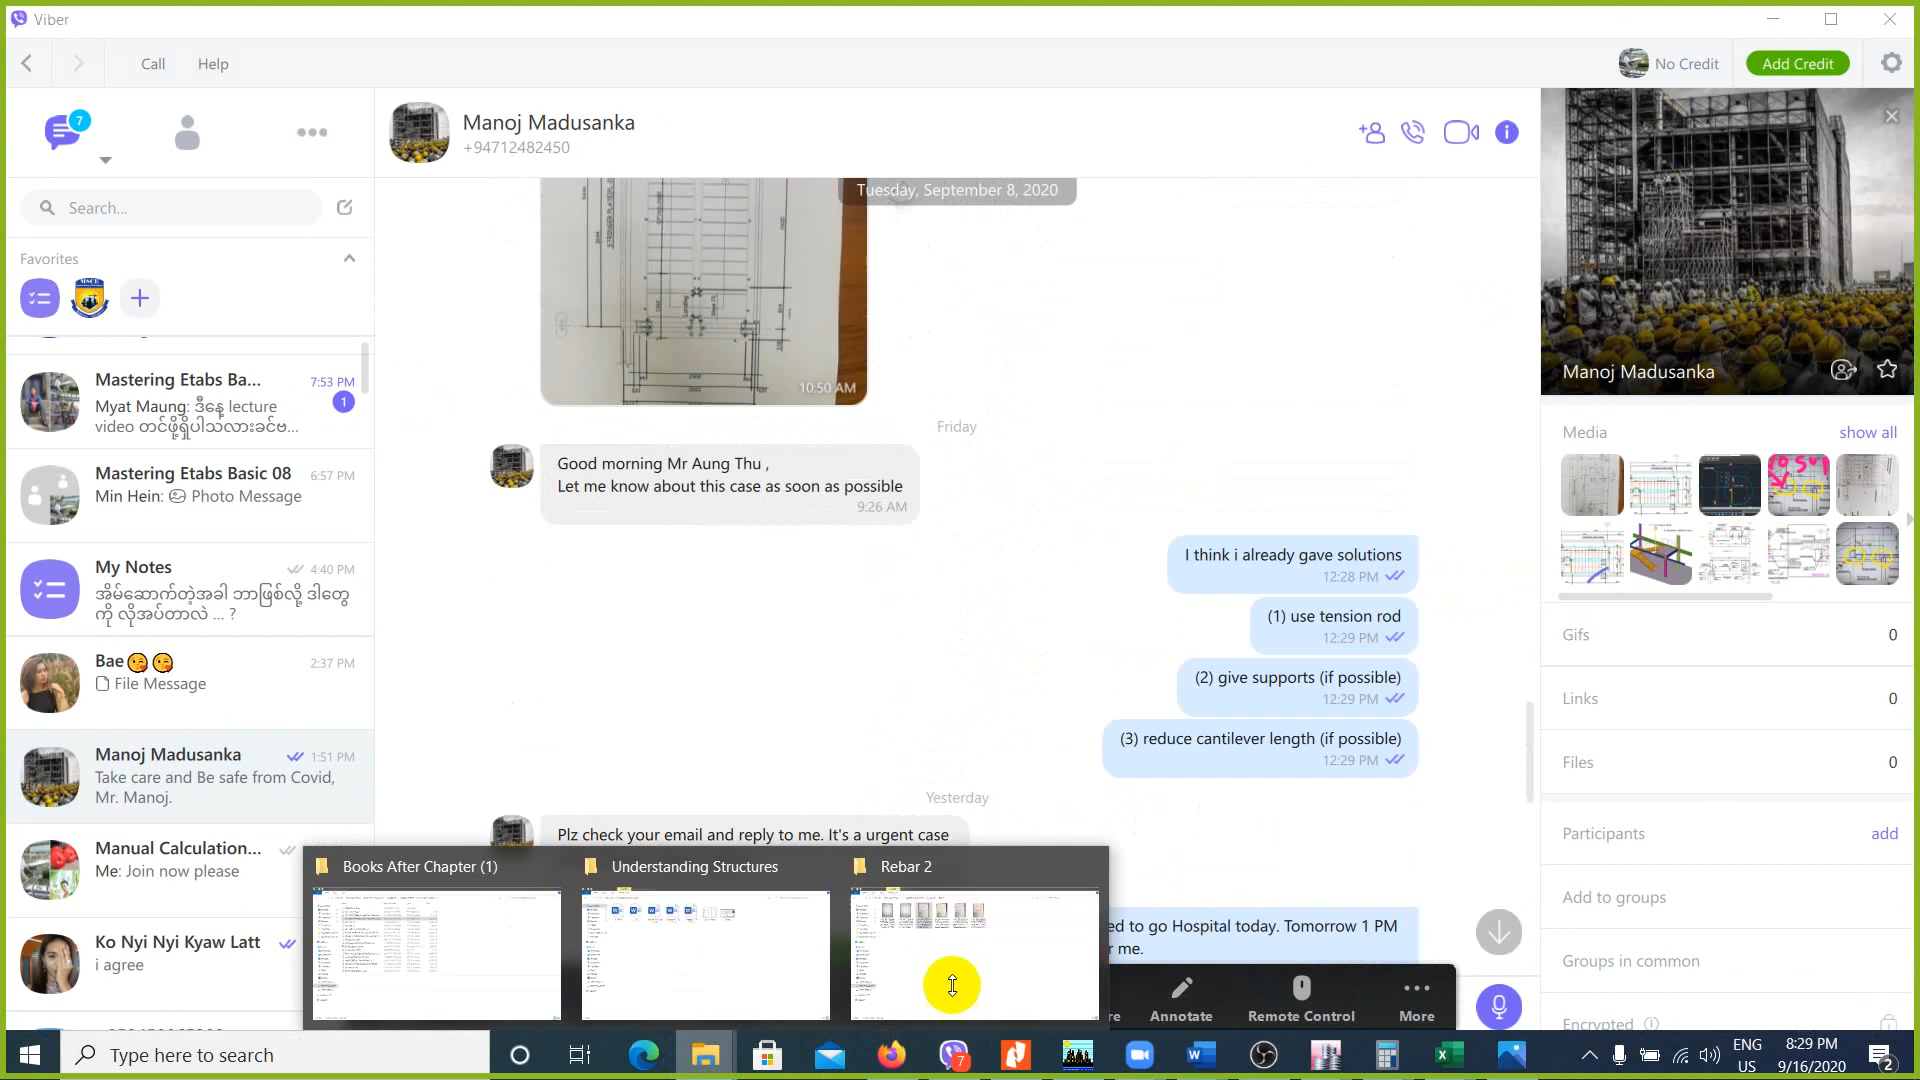 Viber
Call
Help
No Credit
Add Credit
7
Search...
Favorites
Mastering Etabs Ba...
7:53 PM
Myat Maung: ဒီနေ့ lecture
video တင်ဖို့ရှိပါသလားခင်ဗ...
1
Mastering Etabs Basic 08
6:57 PM
Min Hein: Photo Message
My Notes
4:40 PM
အိမ်ဆောက်တဲ့အခါ ဘာဖြစ်လို့ ဒါတွေ
ကို လိုအပ်တာလဲ ... ?
Bae
2:37 PM
File Message
Manoj Madusanka
1:51 PM
Take care and Be safe from Covid,
Mr. Manoj.
Manual Calculation...
Me: Join now please
Ko Nyi Nyi Kyaw Latt
i agree
Manoj Madusanka
+94712482450
Tuesday, September 8, 2020
10:50 AM
Friday
Good morning Mr Aung Thu ,
Let me know about this case as soon as possible
9:26 AM
I think i already gave solutions
12:28 PM
(1) use tension rod
12:29 PM
(2) give supports (if possible)
12:29 PM
(3) reduce cantilever length (if possible)
12:29 PM
Yesterday
Plz check your email and reply to me. It's a urgent case
ed to go Hospital today. Tomorrow 1 PM
r me.
Manoj Madusanka
Media
show all
Gifs
0
Links
0
Files
0
Participants
add
Add to groups
Groups in common
Encrypted
Books After Chapter (1)
Understanding Structures
Rebar 2
re
Annotate
Remote Control
More
Type here to search
7
ENG
US
8:29 PM
9/16/2020
2